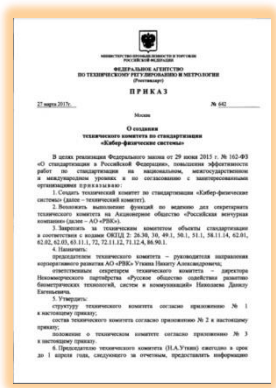 МИНИСТЕРСТВО ПРОМЫШЛЕННОСТИ И ТОРГОВЛИ
РОССИЙСКОЙ ФЕДЕРАЦИИ
ФЕДЕРАЛЬНОЕ АГЕНТСТВО
ПО ТЕХНИЧЕСКОМУ РЕГУЛИРОВАНИЮ И МЕТРОЛОГИИ
(Росстандарт)
ПРИКАЗ
27 марта 2017г. № 642
Москва
О создании
технического комитета по стандартизации
«Кибер-физические системы»
В целях реализации Федерального закона от 29 июня 2015 г. № 162-ФЗ
«О стандартизации в Российской Федерации», повышения эффективности
работ по стандартизации на национальном, межгосударственном
и международном уровнях и по согласованию с заинтересованными
организациями приказываю:
1. Создать технический комитет по стандартизации «Кибер-физические
системы» (далее – технический комитет).
2. Возложить выполнение функций по ведению дел секретариата
технического комитета на Акционерное общество «Российская венчурная
компания» (далее – АО «РВК»).
3. Закрепить за техническим комитетом объекты стандартизации
в соответствии с кодами ОКПД 2: 26.30, 30, 49.1, 50.1, 51.1, 58.11.14, 62.01,
62.02, 62.03, 63.11.1, 72, 72.11.12, 71.12.4, 86.90.1.
4. Назначить:
председателем технического комитета – руководителя направления
корпоративного развития АО «РВК» Уткина Никиту Александровича;
ответственным секретарем технического комитета – директора
Некоммерческого партнёрства «Русское общество содействия развитию
биометрических технологий, систем и коммуникаций» Николаева Данилу
Евгеньевича.
5. Утвердить:
структуру технического комитета согласно приложению № 1
к настоящему приказу;
состав технического комитета согласно приложению № 2 к настоящему
приказу;
положение о техническом комитете согласно приложению № 3
к настоящему приказу.
6. Председателю технического комитета (Н.А.Уткин) ежегодно в срок
до 1 апреля года, следующего за отчетным, представлять информацию